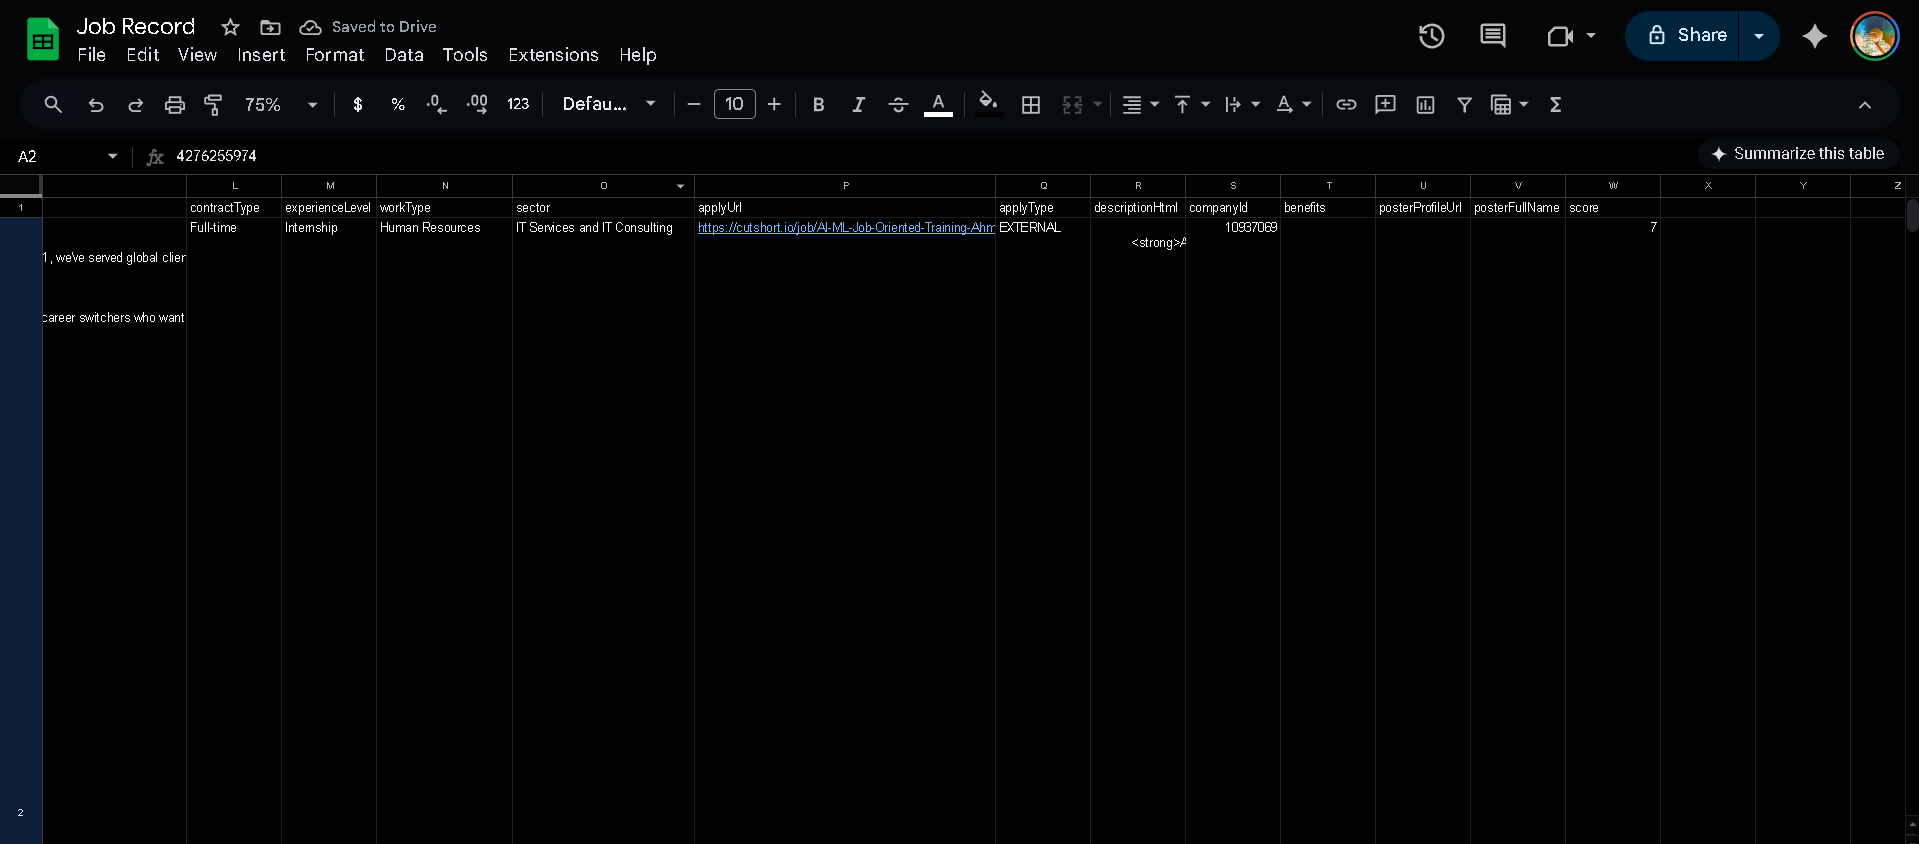 Job Record
Saved to Drive
File Edit View Insert Format Data Tools Extensions Help
Share
75% $ % .0 .00 123 Defau... 10 B I A
A2 4276255974
Summarize this table
L M N O P Q R S T U V W X Y Z
1 contractType experienceLevel workType sector applyUrl applyType descriptionHtml companyId benefits posterProfileUrl posterFullName score
Full-time Internship Human Resources IT Services and IT Consulting https://cutshort.io/job/AI-ML-Job-Oriented-Training-Ahm EXTERNAL 10937069 7
<strong>A
1, we've served global clier
career switchers who want
2